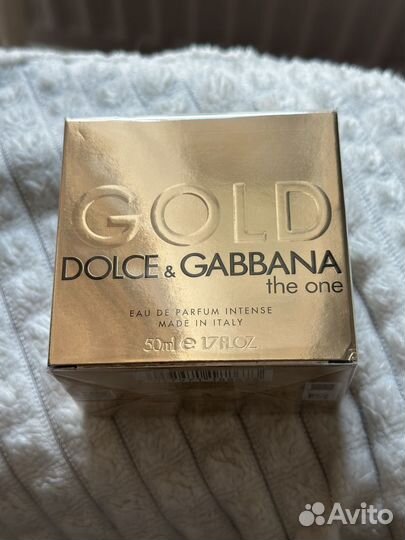 GOLD
DOLCE & GABBANA
the one
EAU DE PARFUM INTENSE
MADE IN ITALY
50ml e 1.7 FL.OZ.
Avito